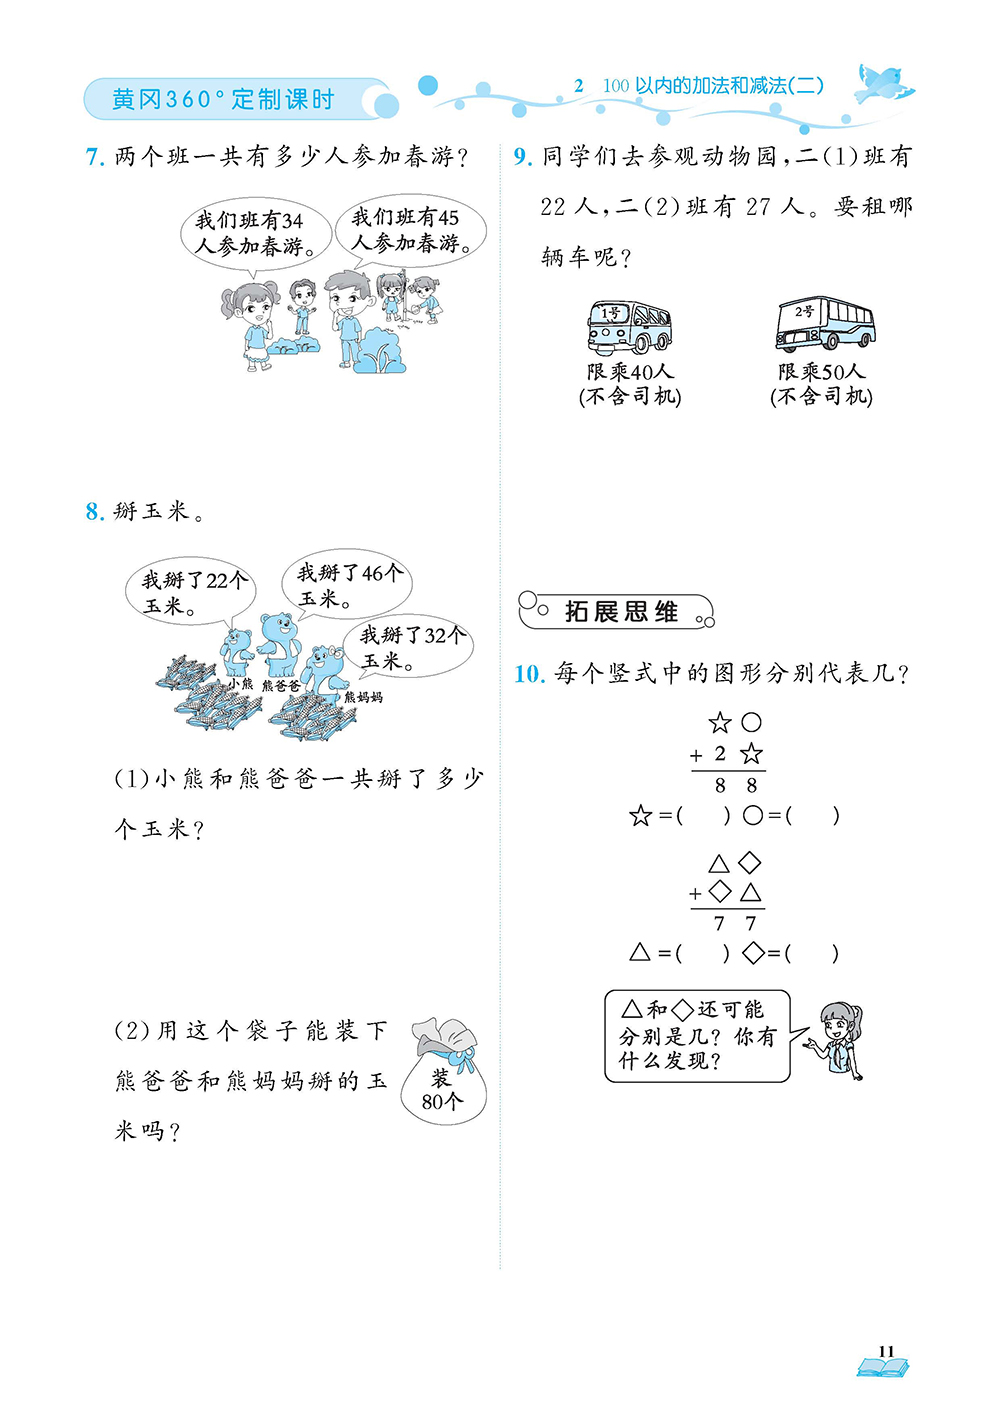 黄冈360°定制课时
2 100以内的加法和减法(二)
7. 两个班一共有多少人参加春游?
我们班有34
人参加春游。
我们班有45
人参加春游。
8. 掰玉米。
我掰了22个
玉米。
我掰了46个
玉米。
我掰了32个
玉米。
小熊
熊爸爸
熊妈妈
(1)小熊和熊爸爸一共掰了多少
个玉米?
(2)用这个袋子能装下
熊爸爸和熊妈妈掰的玉
米吗?
装
80个
9. 同学们去参观动物园,二(1)班有
22人,二(2)班有27人。要租哪
辆车呢?
1号
2号
限乘40人
(不含司机)
限乘50人
(不含司机)
拓展思维
10. 每个竖式中的图形分别代表几?
☆○
+2☆
8 8
☆=( ) ○=( )
△◇
+◇△
7 7
△=( ) ◇=( )
△和◇还可能
分别是几? 你有
什么发现?
11